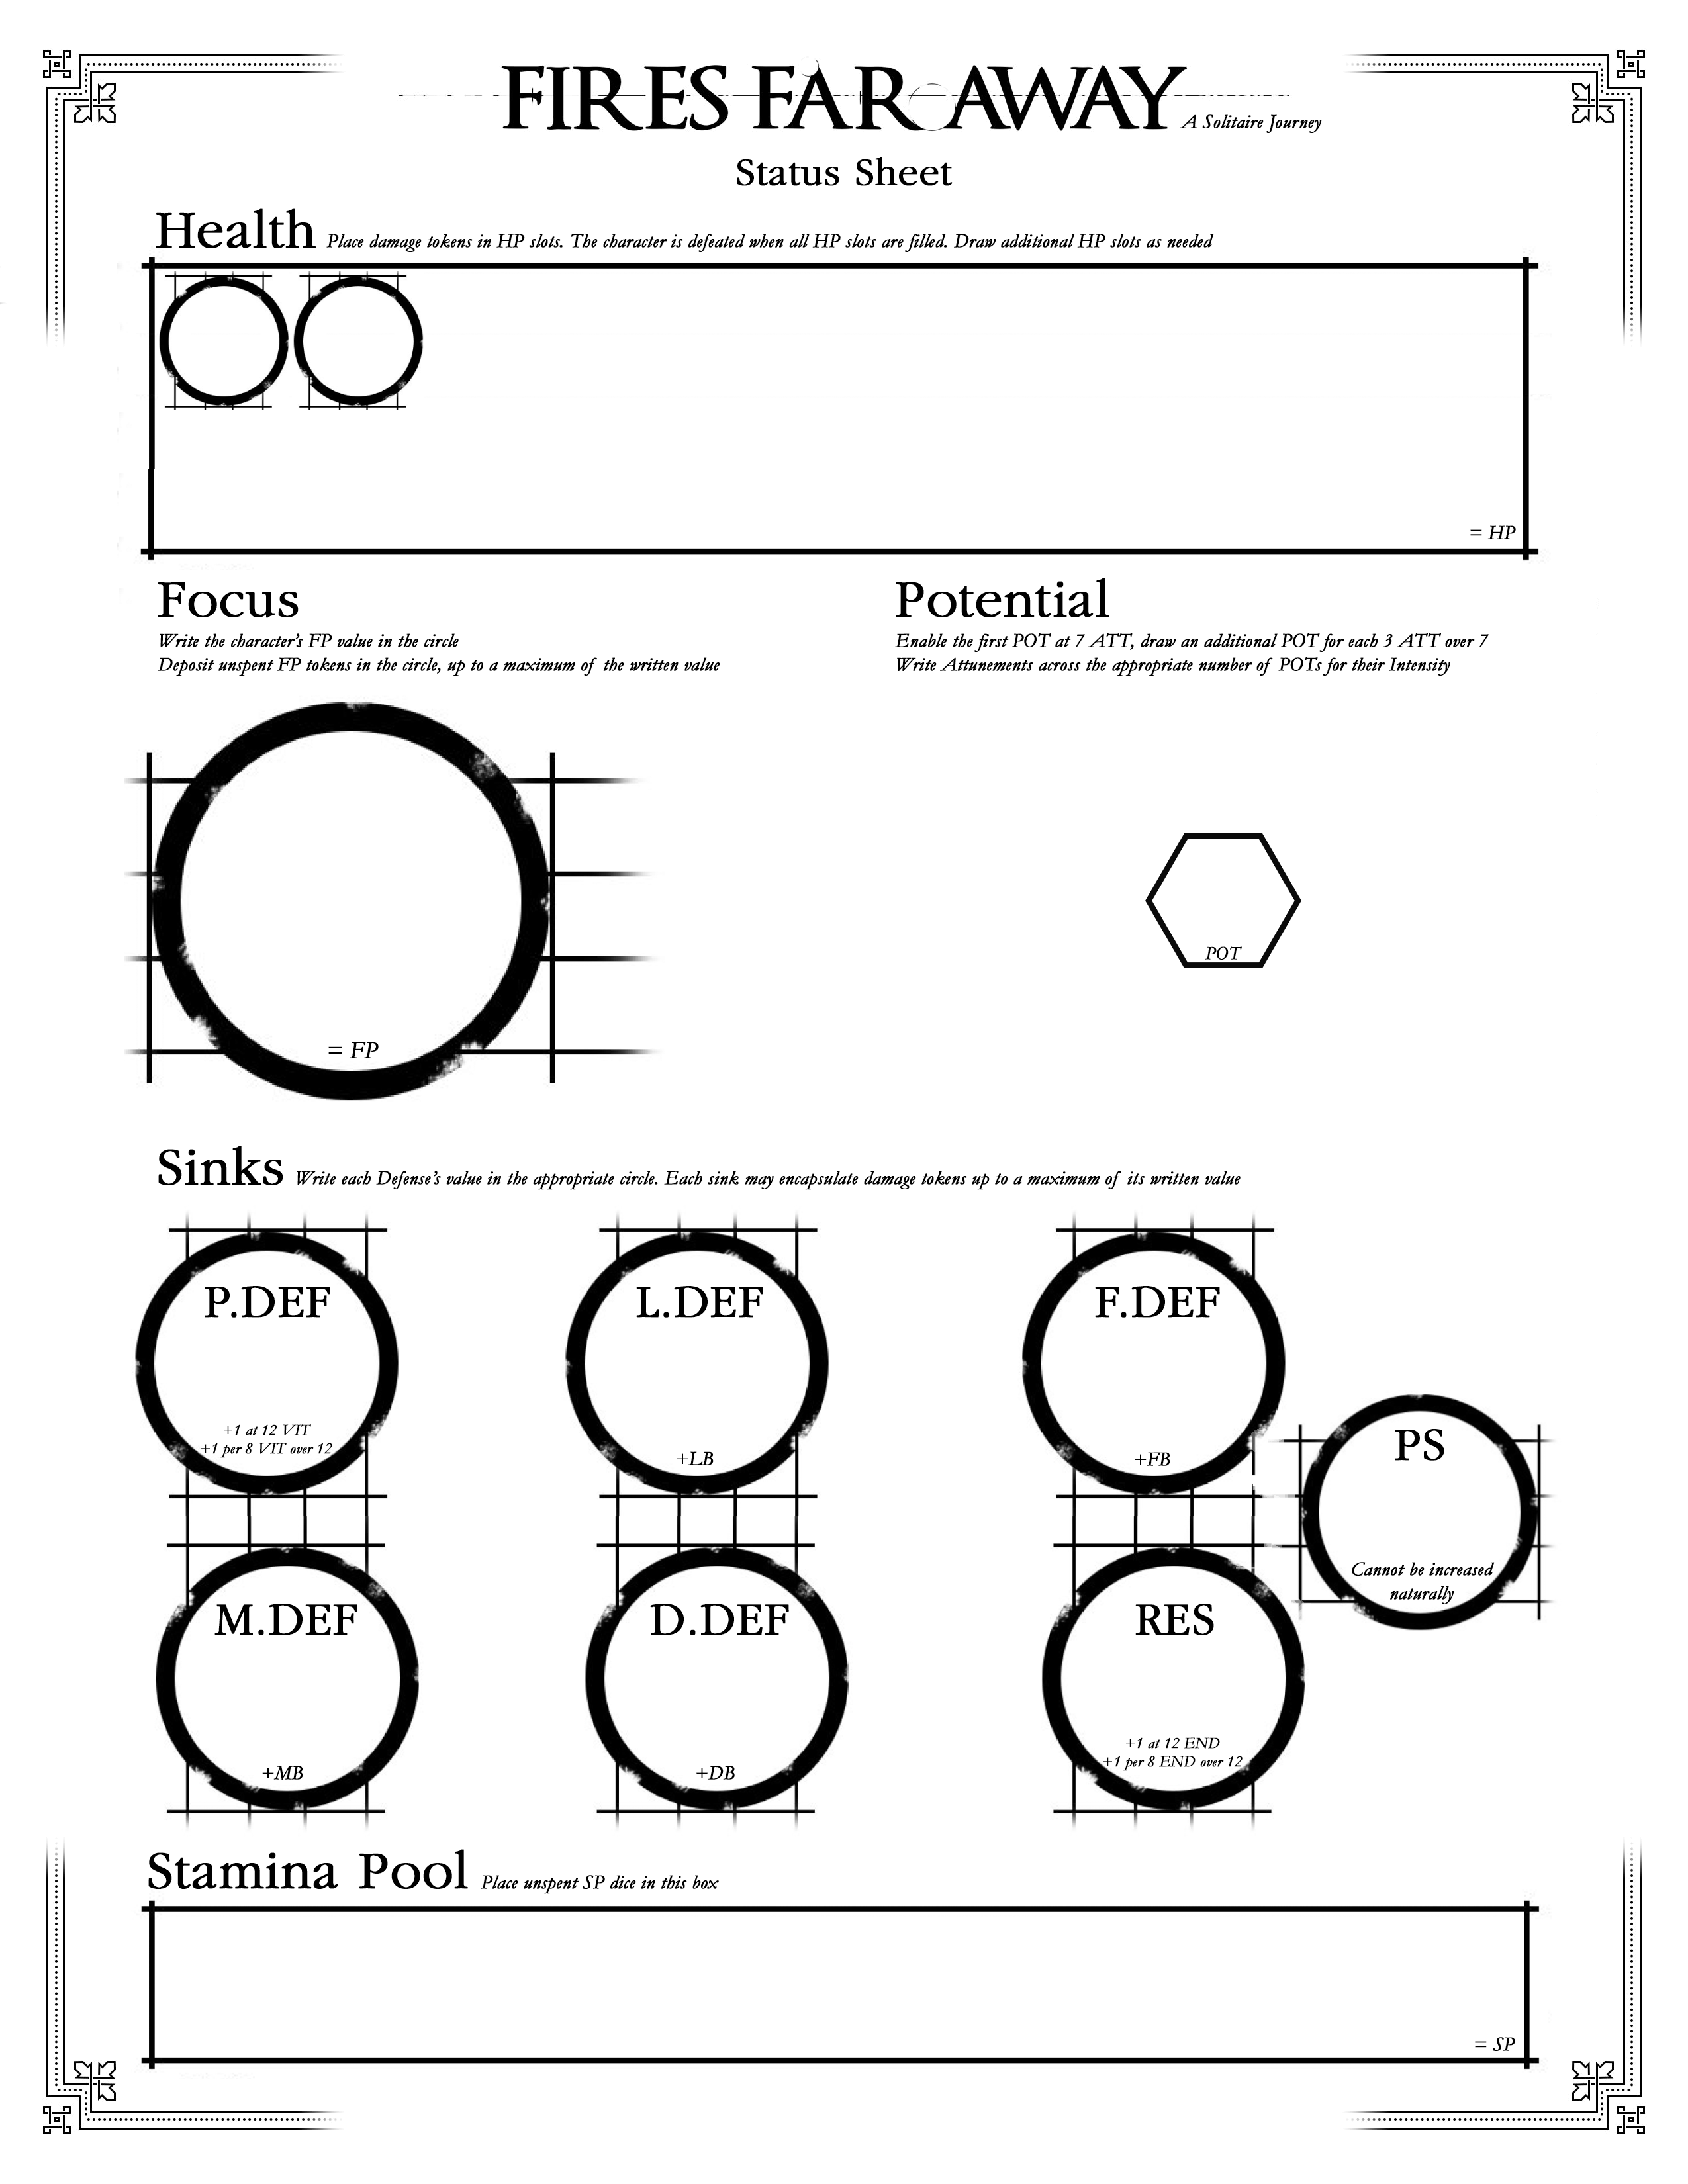 FIRES FAR AWAY A Solitaire Journey
Status Sheet
Health Place damage tokens in HP slots. The character is defeated when all HP slots are filled. Draw additional HP slots as needed
= HP
Focus
Write the character's FP value in the circle
Deposit unspent FP tokens in the circle, up to a maximum of the written value
= FP
Potential
Enable the first POT at 7 ATT, draw an additional POT for each 3 ATT over 7
Write Attunements across the appropriate number of POTs for their Intensity
POT
Sinks Write each Defense's value in the appropriate circle. Each sink may encapsulate damage tokens up to a maximum of its written value
P.DEF
+1 at 12 VIT
+1 per 8 VIT over 12
L.DEF
+LB
F.DEF
+FB
PS
Cannot be increased
naturally
M.DEF
+MB
D.DEF
+DB
RES
+1 at 12 END
+1 per 8 END over 12
Stamina Pool Place unspent SP dice in this box
= SP